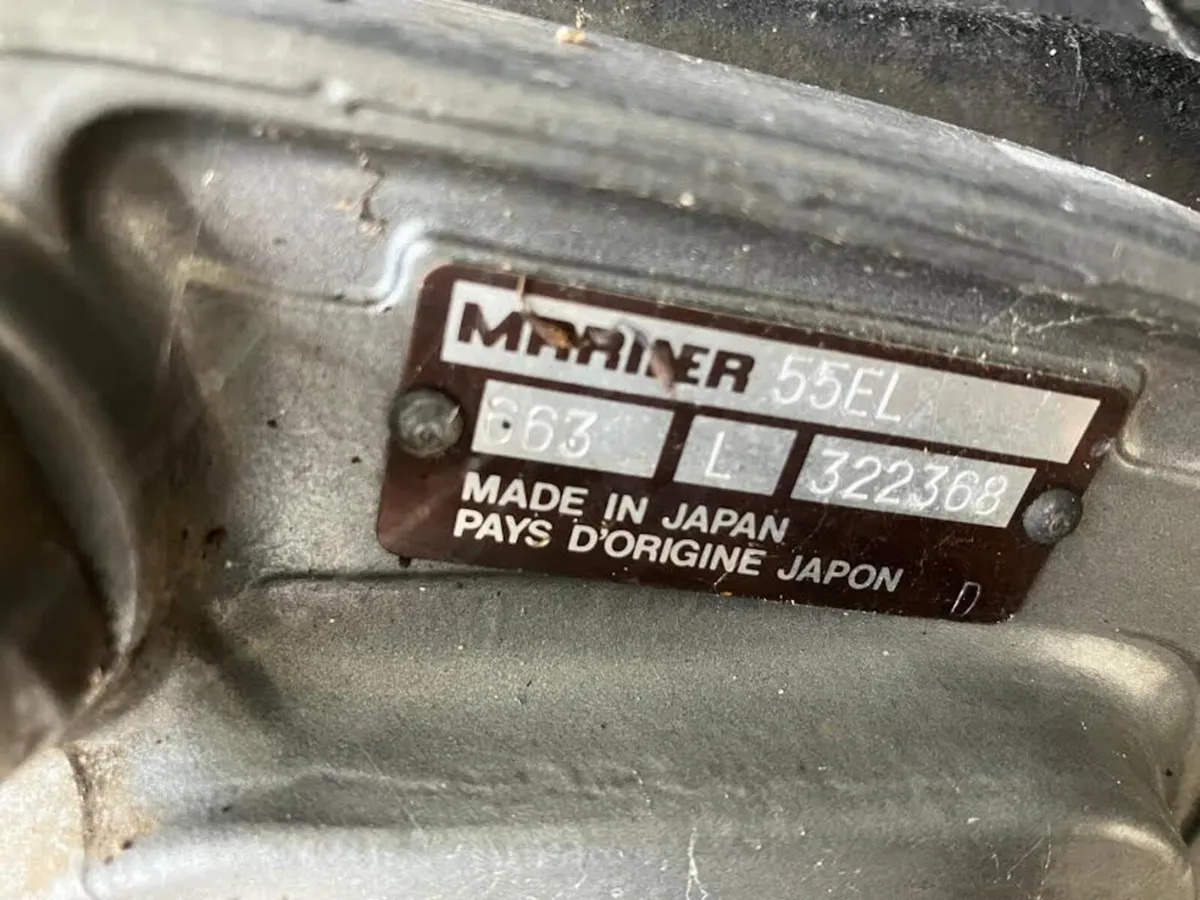 MARINER 55EL
663 L 322368
MADE IN JAPAN
PAYS D'ORIGINE JAPON D